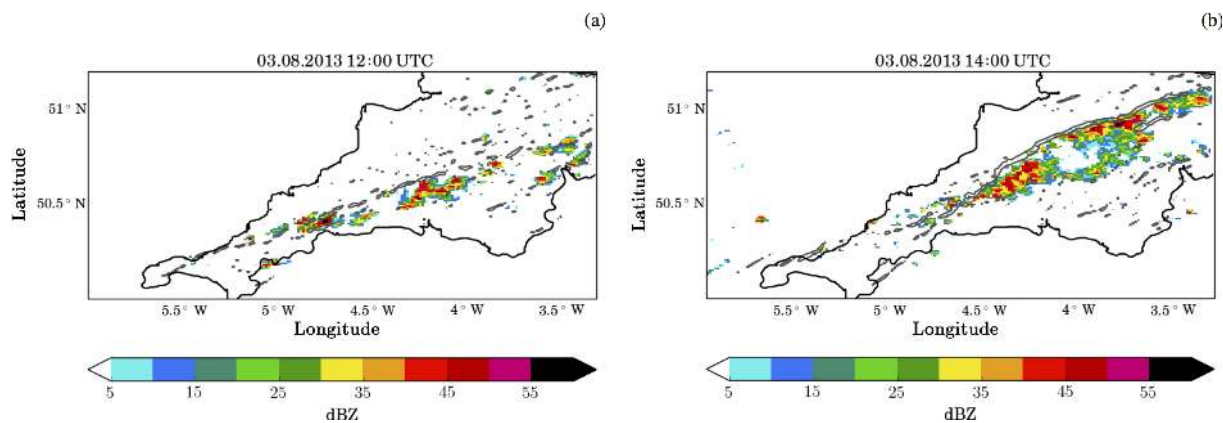 (a)
03.08.2013 12:00 UTC
51° N
50.5° N
Latitude
5.5° W 5° W 4.5° W 4° W 3.5° W
Longitude
5 15 25 35 45 55
dBZ
(b)
03.08.2013 14:00 UTC
51° N
50.5° N
Latitude
5.5° W 5° W 4.5° W 4° W 3.5° W
Longitude
5 15 25 35 45 55
dBZ